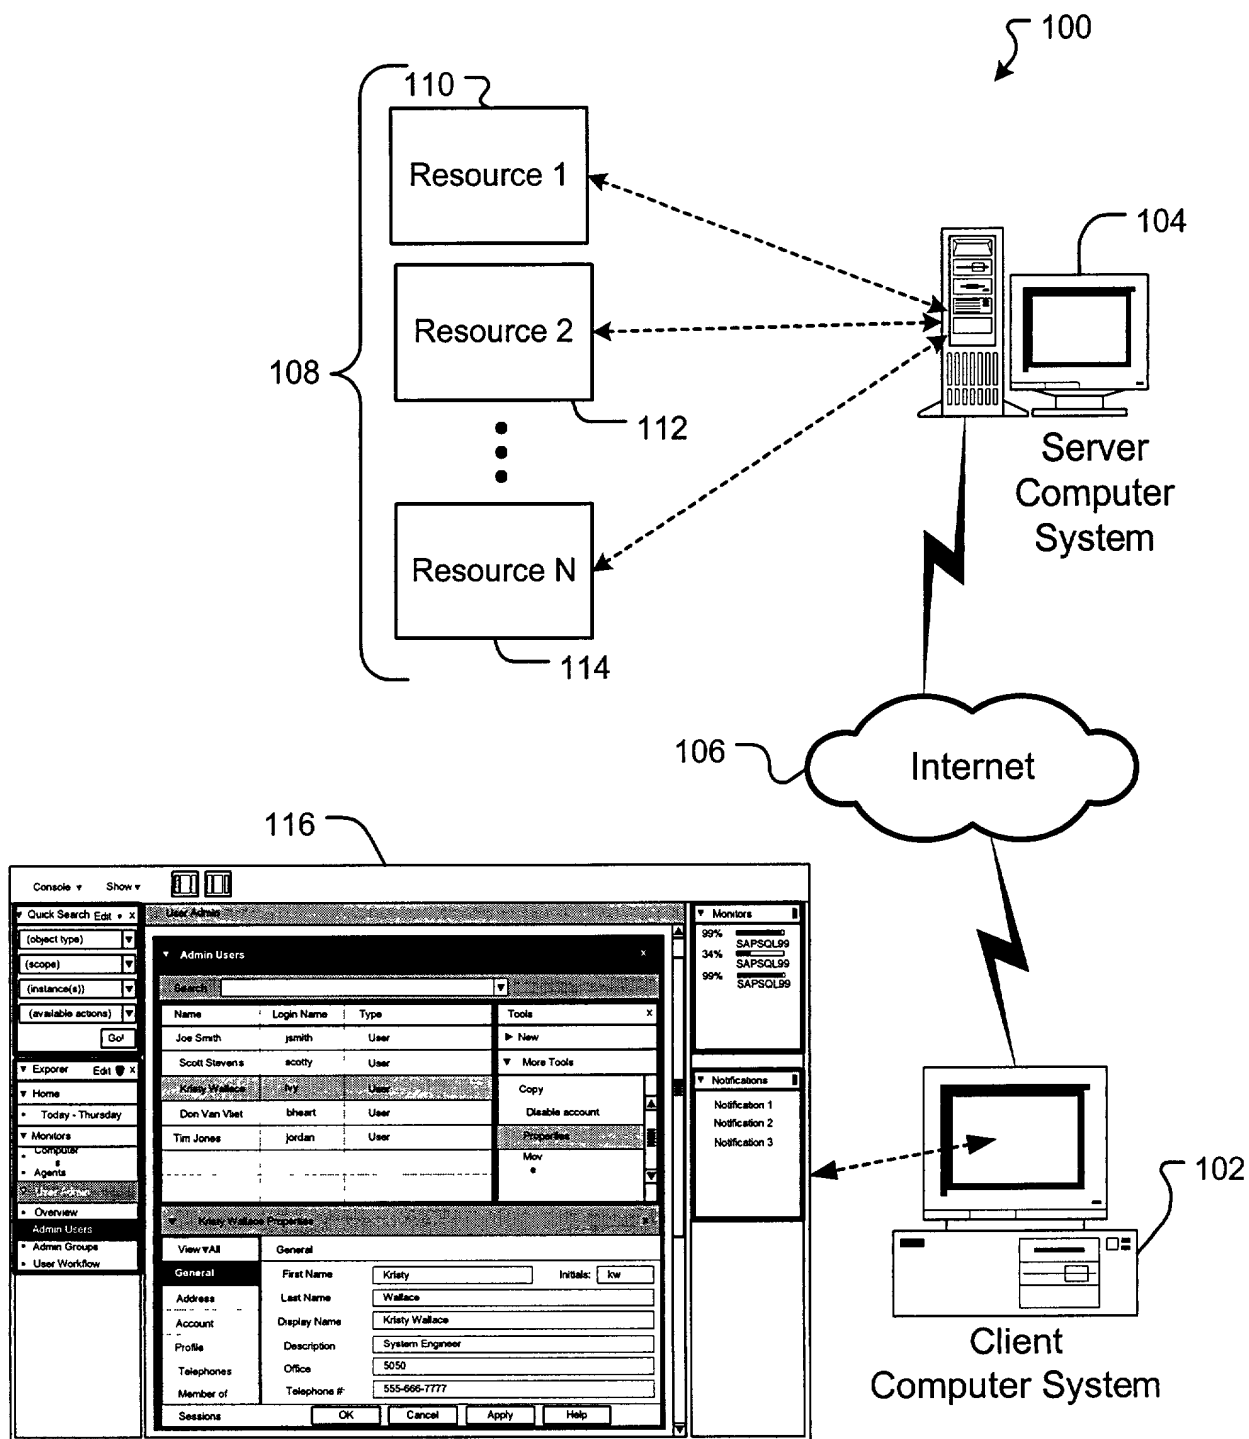 100
110
Resource 1
104
Resource 2
108
112
Server
Computer
System
Resource N
114
106
Internet
116
Console Show
Quick Search Edit x
(object type)
(scope)
(instance(s))
(available actions)
Go!
Exporer Edit x
Home
Today - Thursday
Monitors
Computer
s
Agents
User Admin
Overview
Admin Users
Admin Groups
User Workflow
User Admin
Admin Users x
Search
Name Login Name Type
Joe Smith jsmith User
Scott Stevens scotty User
Kristy Wallace ivy User
Don Van Vliet bheart User
Tim Jones jordan User
Tools x
New
More Tools
Copy
Disable account
Properties
Mov
e
Kristy Wallace Properties x
View All
General
Address
Account
Profile
Telephones
Member of
Sessions
General
First Name Kristy Initials: kw
Last Name Wallace
Display Name Kristy Wallace
Description System Engineer
Office 5050
Telephone # 555-666-7777
OK Cancel Apply Help
Monitors
99%
SAPSQL99
34%
SAPSQL99
99%
SAPSQL99
Notifications
Notification 1
Notification 2
Notification 3
102
Client
Computer System